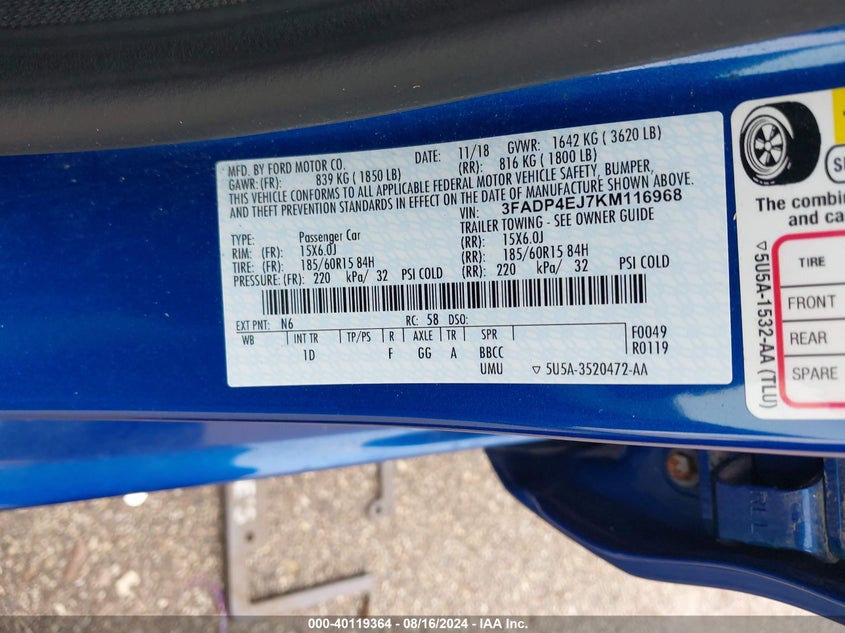 MFD. BY FORD MOTOR CO.
DATE: 11/18 GVWR: 1642 KG ( 3620 LB)
GAWR: (FR): 839 KG ( 1850 LB) (RR): 816 KG ( 1800 LB)
THIS VEHICLE CONFORMS TO ALL APPLICABLE FEDERAL MOTOR VEHICLE SAFETY, BUMPER,
AND THEFT PREVENTION STANDARDS IN EFFECT ON THE DATE OF MANUFACTURE SHOWN ABOVE.
VIN: 3FADP4EJ7KM116968
TYPE: Passenger Car TRAILER TOWING - SEE OWNER GUIDE
RIM: (FR): 15X6.0J (RR): 15X6.0J
TIRE: (FR): 185/60R15 84H (RR): 185/60R15 84H
PRESSURE: (FR): 220 kPa/ 32 PSI COLD (RR): 220 kPa/ 32 PSI COLD
EXT PNT: N6 RC: 58 DSO:
WB INT TR TP/PS R AXLE TR SPR F0049
1D F GG A BBCC R0119
UMU ▽ 5U5A-3520472-AA
The combin
and ca
TIRE
FRONT
REAR
SPARE
▽ 5U5A-1532-AA (TLU)
000-40119364 - 08/16/2024 - IAA Inc.